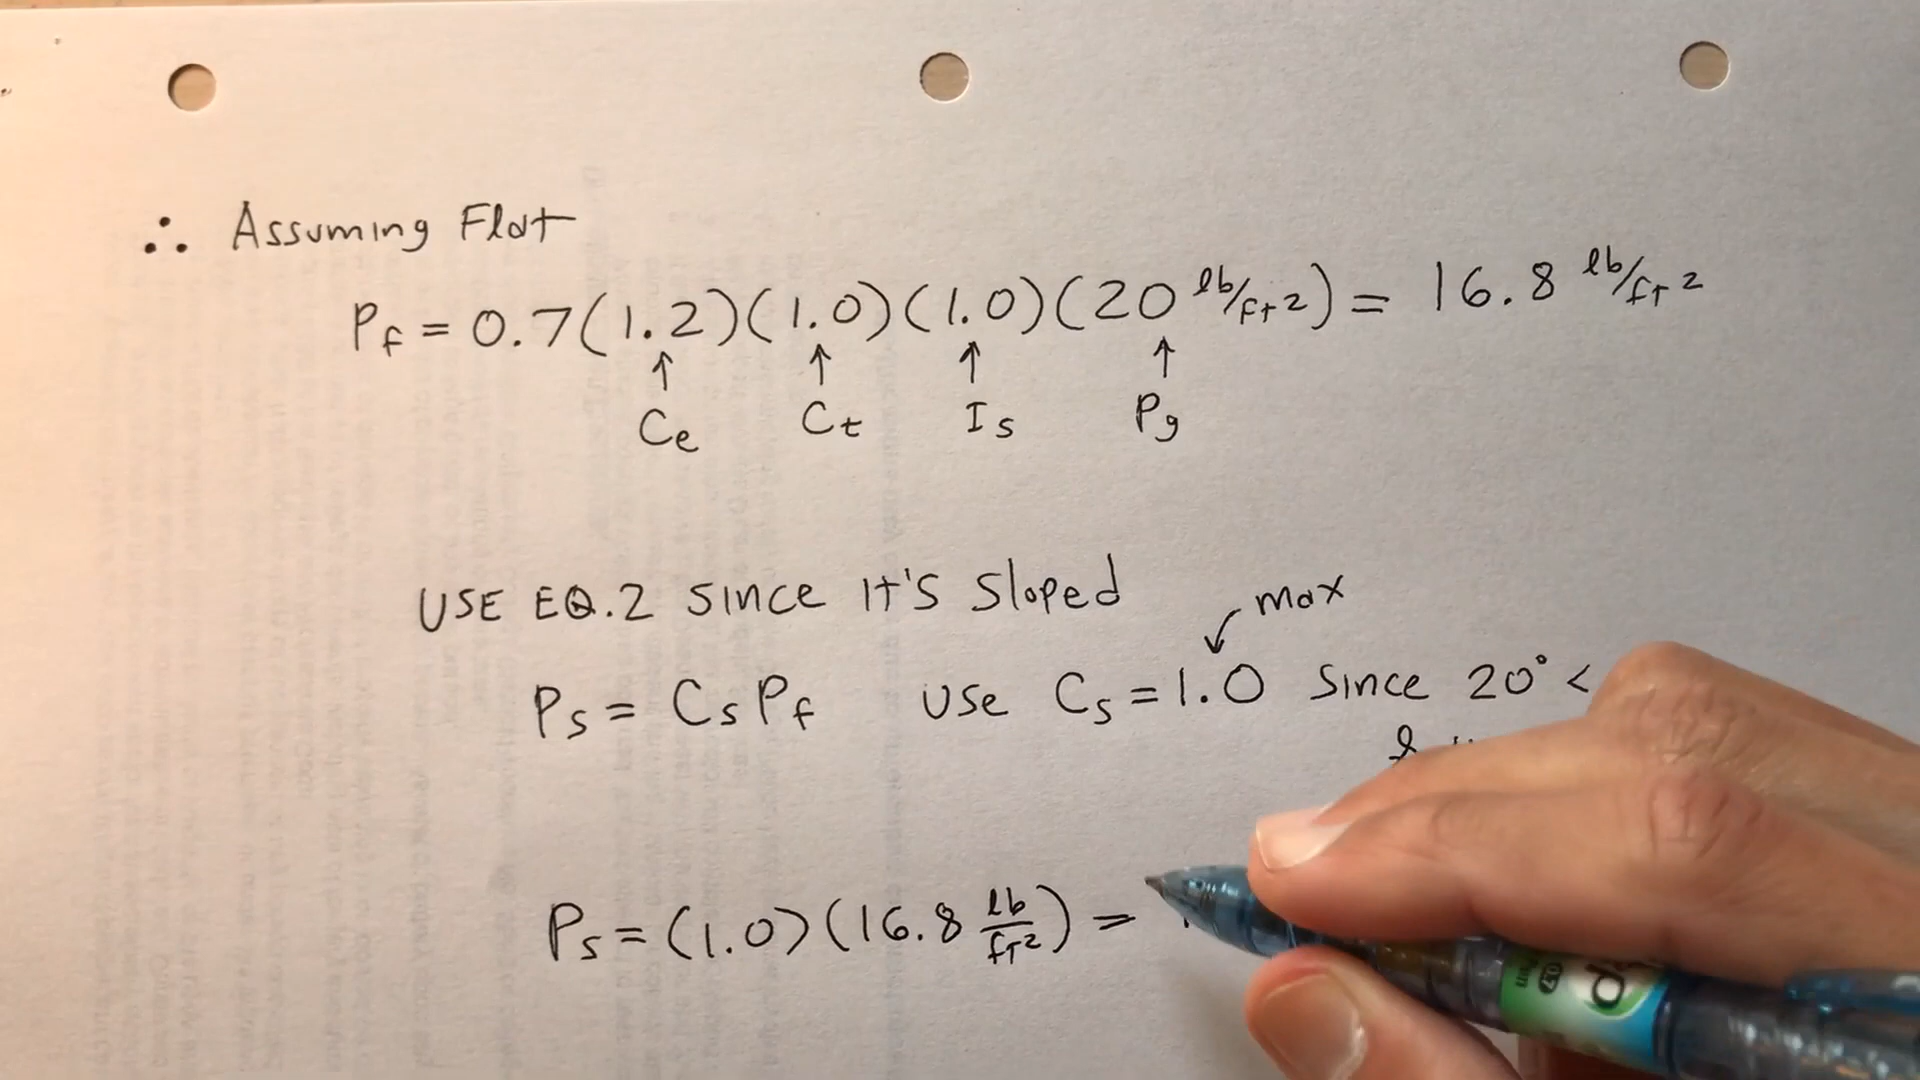 ∴ Assuming Flat
Pf = 0.7(1.2)(1.0)(1.0)(20 lb/FT2) = 16.8 lb/FT2
↑ ↑ ↑ ↑
Ce Ct Is Pg
USE EQ.2 SINCE IT'S Sloped
max
Ps = CsPf USE Cs = 1.0 SINCE 20° <
&
Ps = (1.0)(16.8 lb/FT2) =